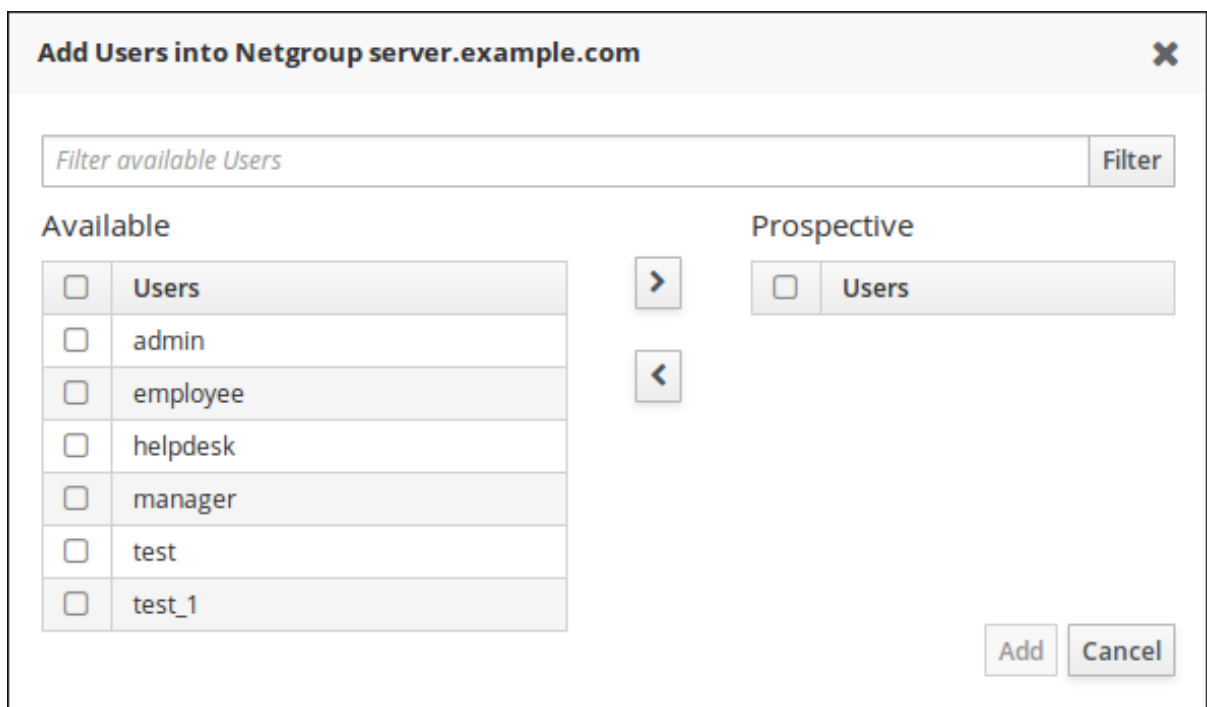 Add Users into Netgroup server.example.com
Filter available Users
Filter
Available
Prospective
Users
Users
admin
employee
helpdesk
manager
test
test_1
Add
Cancel